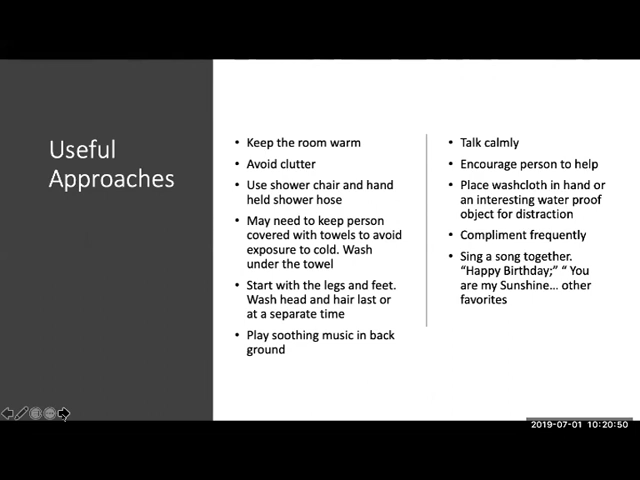 Useful
Approaches
• Keep the room warm
• Avoid clutter
• Use shower chair and hand
held shower hose
• May need to keep person
covered with towels to avoid
exposure to cold. Wash
under the towel
• Start with the legs and feet.
Wash head and hair last or
at a separate time
• Play soothing music in back
ground
• Talk calmly
• Encourage person to help
• Place washcloth in hand or
an interesting water proof
object for distraction
• Compliment frequently
• Sing a song together.
“Happy Birthday;” “ You
are my Sunshine… other
favorites
2019-07-01 10:20:50